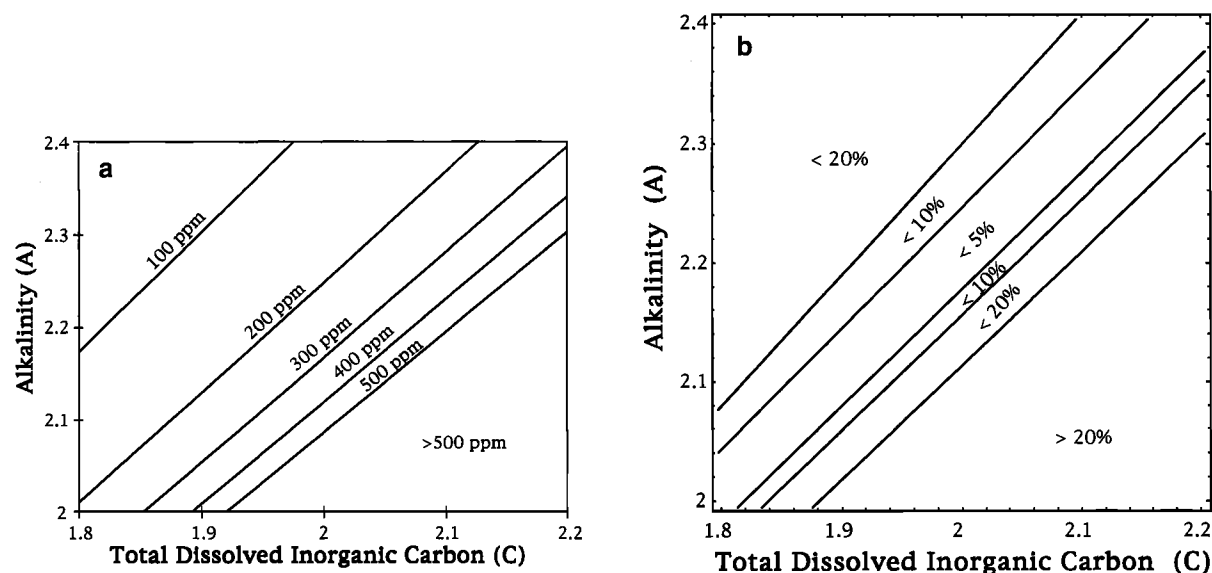 a
2.4
2.3
2.2
2.1
2
Alkalinity (A)
100 ppm
200 ppm
300 ppm
400 ppm
500 ppm
>500 ppm
1.8 1.9 2 2.1 2.2
Total Dissolved Inorganic Carbon (C)
b
2.4
2.3
2.2
2.1
2
Alkalinity (A)
< 20%
< 10%
< 5%
< 10%
< 20%
> 20%
1.8 1.9 2 2.1 2.2
Total Dissolved Inorganic Carbon (C)